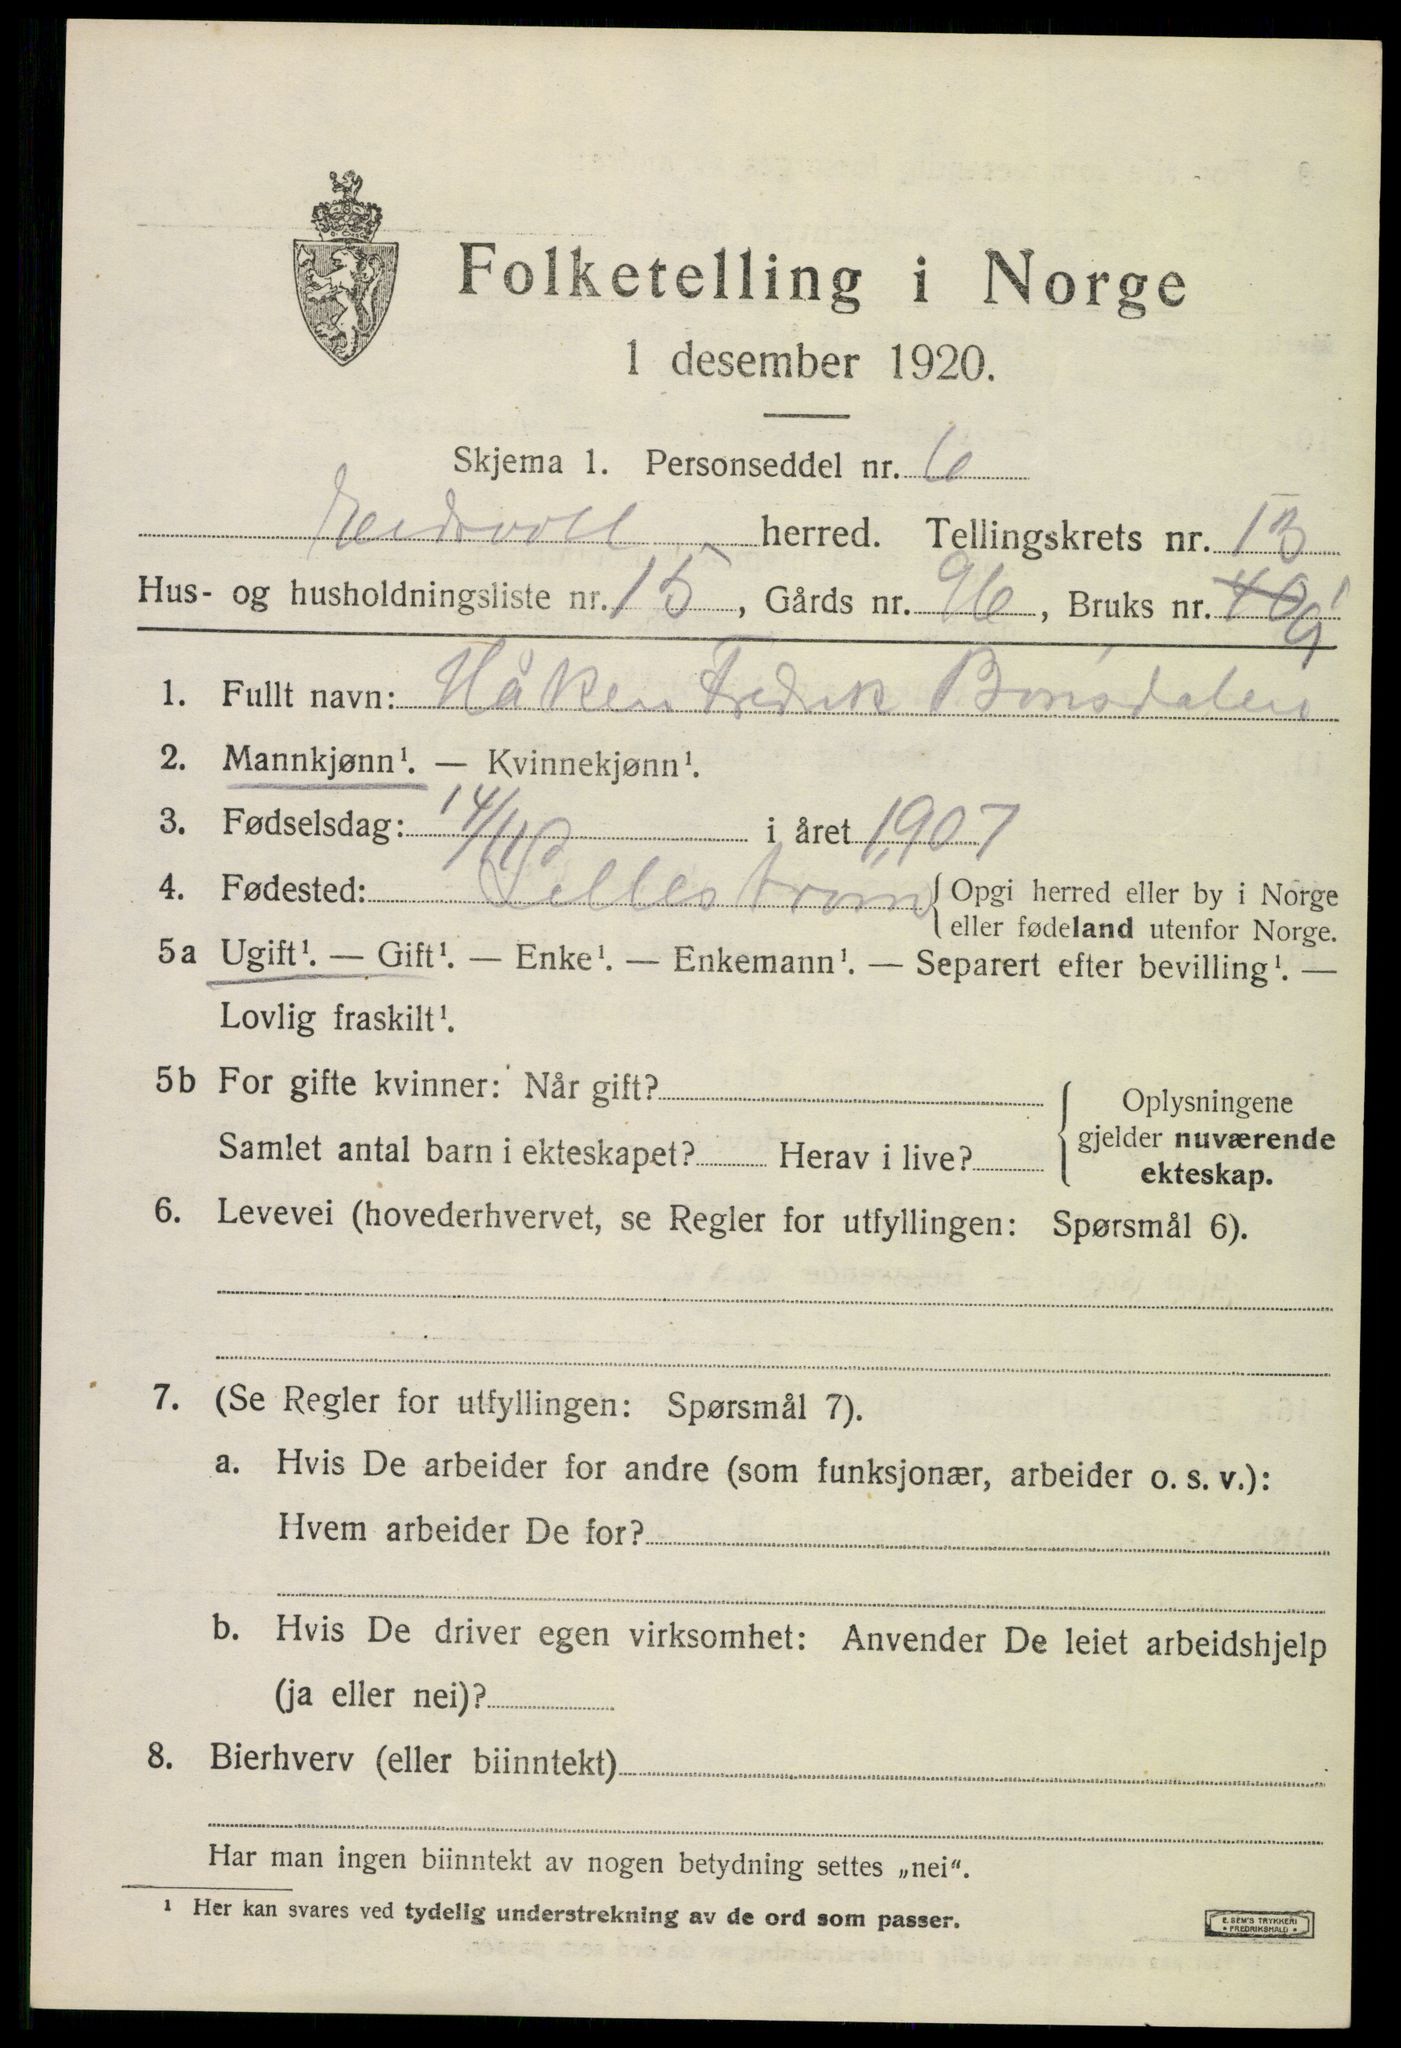 Folketelling i Norge
1 desember 1920.
Skjema 1. Personseddel nr. 6
Eidsvoll herred. Tellingskrets nr. 13
Hus- og husholdningsliste nr. 15, Gårds nr. 96, Bruks nr. 40
1. Fullt navn: Håken Fredrik
2. Mannkjønn¹. — Kvinnekjønn¹.
3. Fødselsdag: 14/10 i året 1907
4. Fødested: Lillestrøm { Opgi herred eller by i Norge
eller fødeland utenfor Norge.
5a Ugift¹. — Gift¹. — Enke¹. — Enkemann¹. — Separert efter bevilling¹. —
Lovlig fraskilt¹.
5b For gifte kvinner: Når gift?
Samlet antal barn i ekteskapet? Herav i live?
{ Oplysningene
gjelder nuværende
ekteskap.
6. Levevei (hovederhvervet, se Regler for utfyllingen: Spørsmål 6).
7. (Se Regler for utfyllingen: Spørsmål 7).
a. Hvis De arbeider for andre (som funksjonær, arbeider o. s. v.):
Hvem arbeider De for?
b. Hvis De driver egen virksomhet: Anvender De leiet arbeidshjelp
(ja eller nei)?
8. Bierhverv (eller biinntekt)
Har man ingen biinntekt av nogen betydning settes „nei“.
¹ Her kan svares ved tydelig understrekning av de ord som passer.
E. SEM'S TRYKKERI
• FREDRIKSHALD •